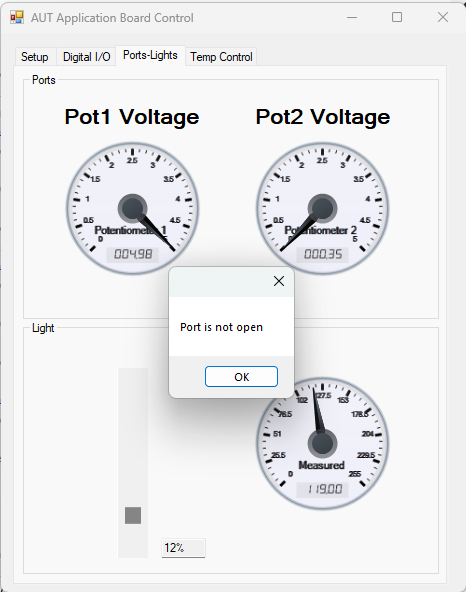 AUT Application Board Control
Setup Digital I/O Ports-Lights Temp Control
Ports
Pot1 Voltage Pot2 Voltage
0 0.5 1 1.5 2 2.5 3 3.5 4 4.5
Potentiometer 1
004.98
0 0.5 1 1.5 2 2.5 3 3.5 4 4.5 5
Potentiometer 2
000.35
Port is not open
OK
Light
12%
0 25.5 51 76.5 102 127.5 153 178.5 204 229.5 255
Measured
119.00